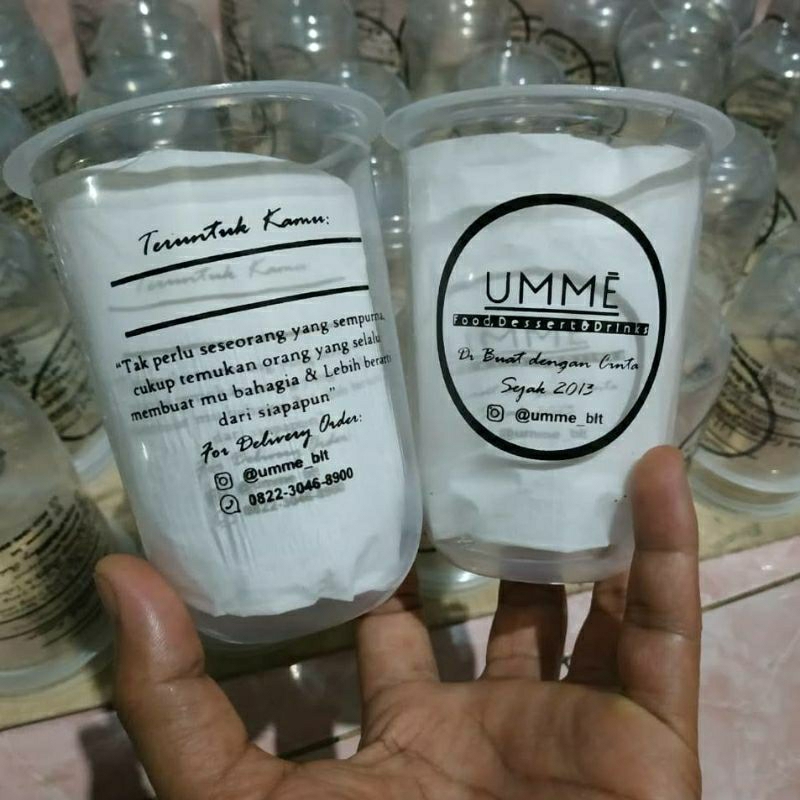 Teruntuk Kamu:
"Tak perlu seseorang yang sempurna,
cukup temukan orang yang selalu
membuat mu bahagia & Lebih berarti
dari siapapun"
For Delivery Order:
@umme_blt
0822-3046-8900
UMMĒ
Food,Dessert&Drinks
Di Buat dengan Cinta
Sejak 2013
@umme_blt